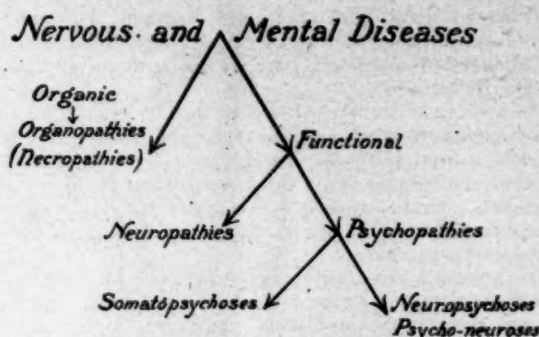 Nervous and Mental Diseases
Organic
Organopathies
(Necropathies)
Functional
Neuropathies
Psychopathies
Somatopsychoses
Neuropsychoses
Psycho-neuroses